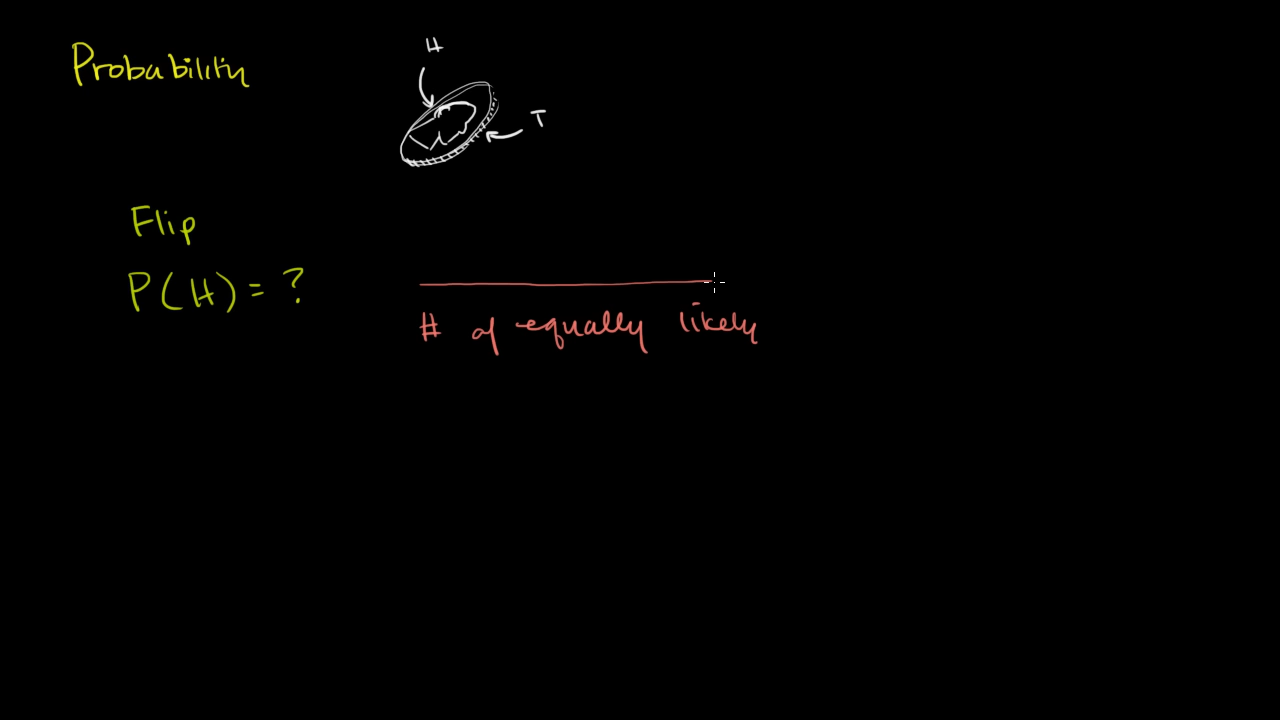 Probability
H
T
Flip
P(H) = ?
# of equally likely